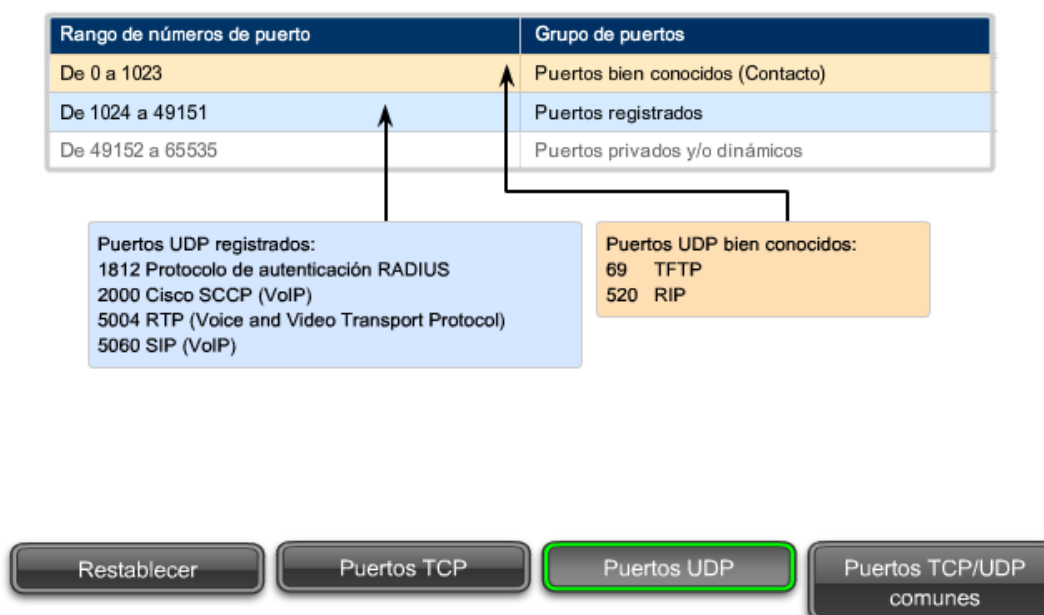 Rango de números de puerto Grupo de puertos
De 0 a 1023 Puertos bien conocidos (Contacto)
De 1024 a 49151 Puertos registrados
De 49152 a 65535 Puertos privados y/o dinámicos
Puertos UDP registrados:
1812 Protocolo de autenticación RADIUS
2000 Cisco SCCP (VoIP)
5004 RTP (Voice and Video Transport Protocol)
5060 SIP (VoIP)
Puertos UDP bien conocidos:
69 TFTP
520 RIP
Restablecer
Puertos TCP
Puertos UDP
Puertos TCP/UDP
comunes